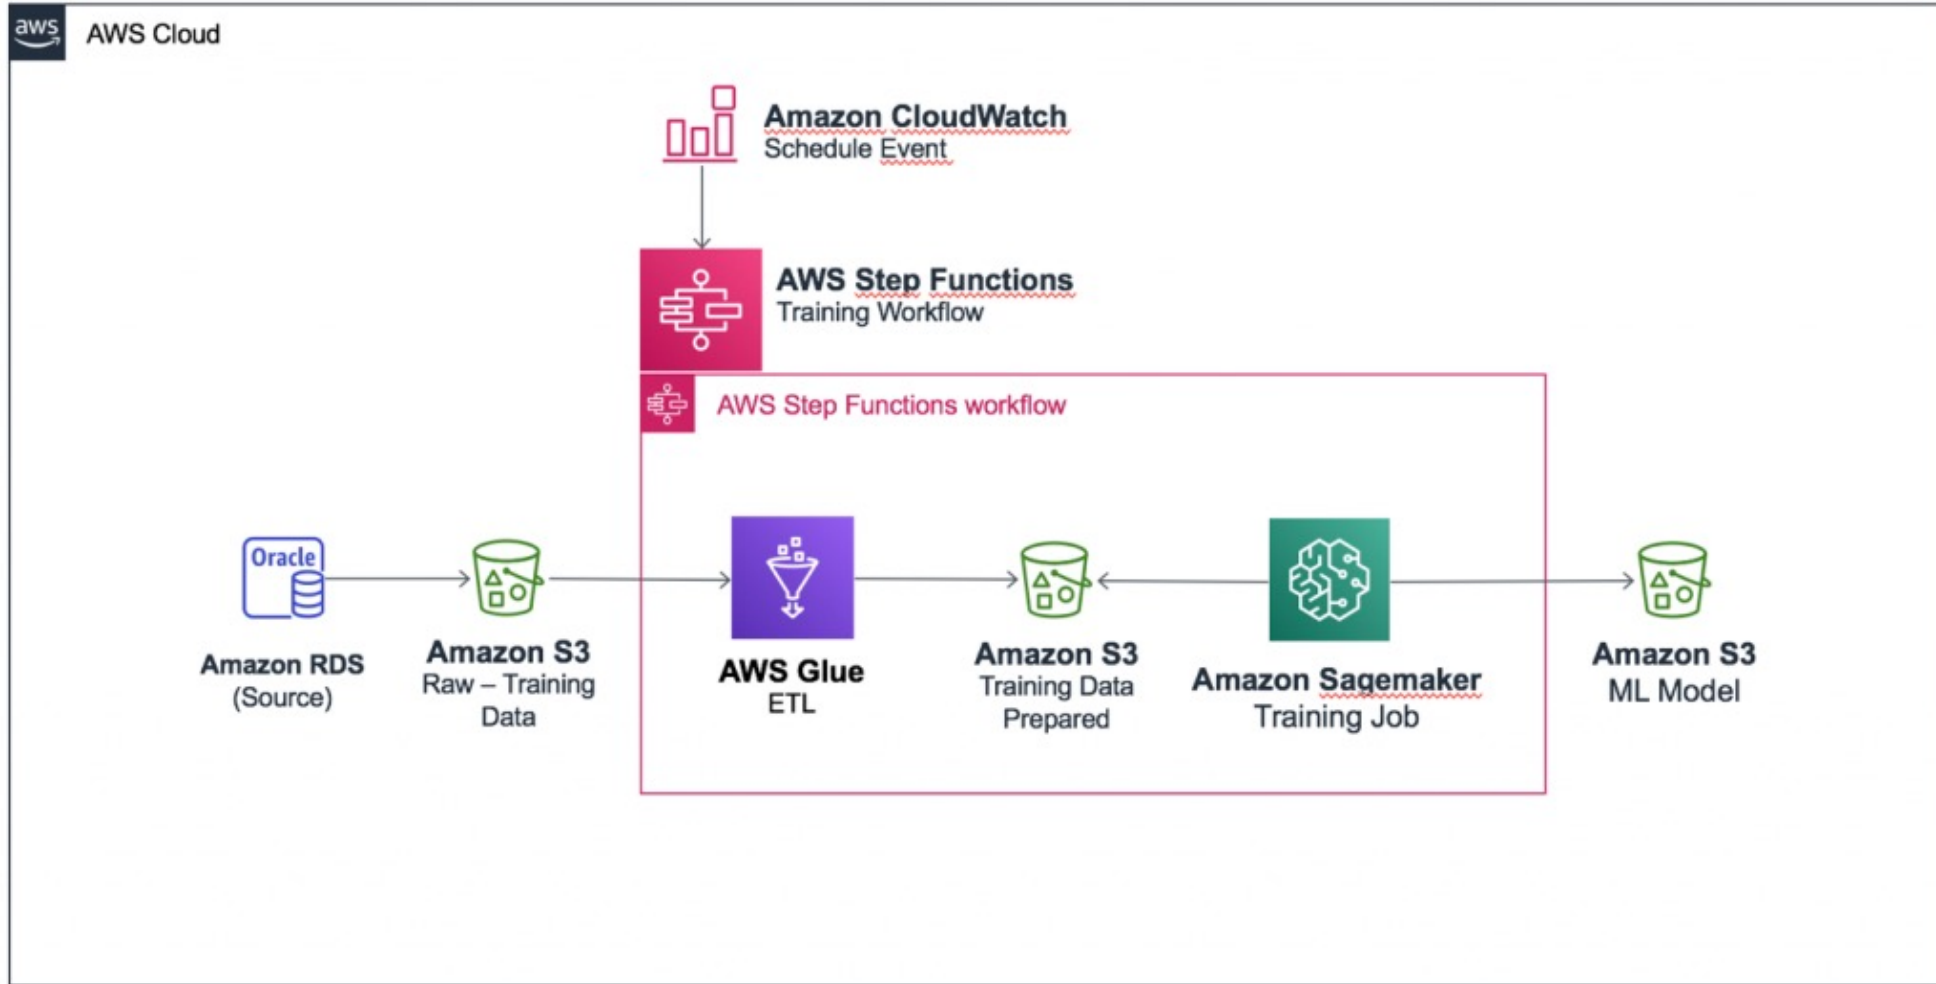 aws
AWS Cloud
Amazon CloudWatch
Schedule Event
AWS Step Functions
Training Workflow
AWS Step Functions workflow
Oracle
Amazon RDS
(Source)
Amazon S3
Raw – Training
Data
AWS Glue
ETL
Amazon S3
Training Data
Prepared
Amazon Sagemaker
Training Job
Amazon S3
ML Model